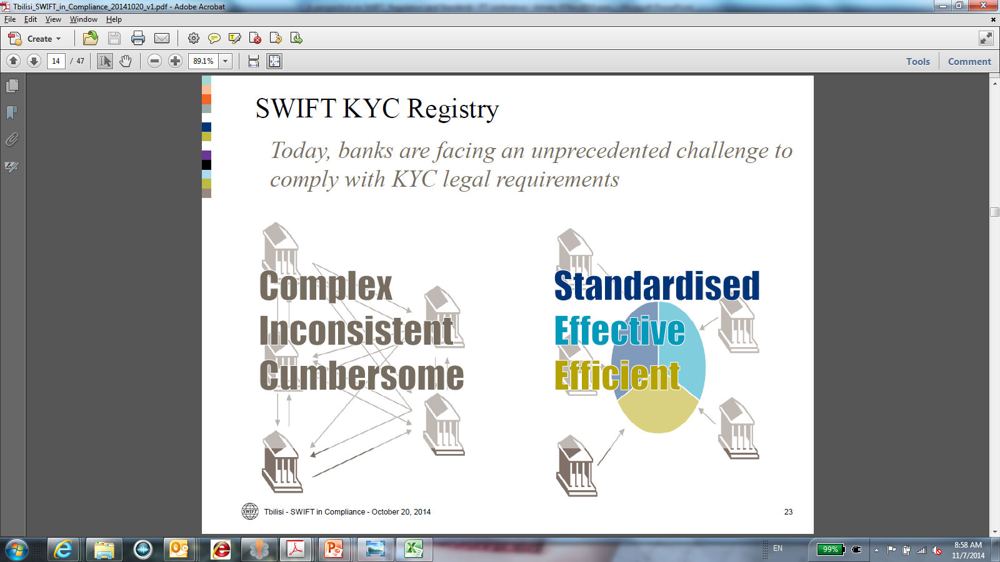 Tbilisi_SWIFT_in_Compliance_20141020_v1.pdf - Adobe Acrobat
File Edit View Window Help
Create
14 / 47 89.1% Tools Comment
SWIFT KYC Registry
Today, banks are facing an unprecedented challenge to
comply with KYC legal requirements
Complex
Inconsistent
Cumbersome
Standardised
Effective
Efficient
SWIFT Tbilisi - SWIFT in Compliance - October 20, 2014 23
EN 99% 8:58 AM
11/7/2014